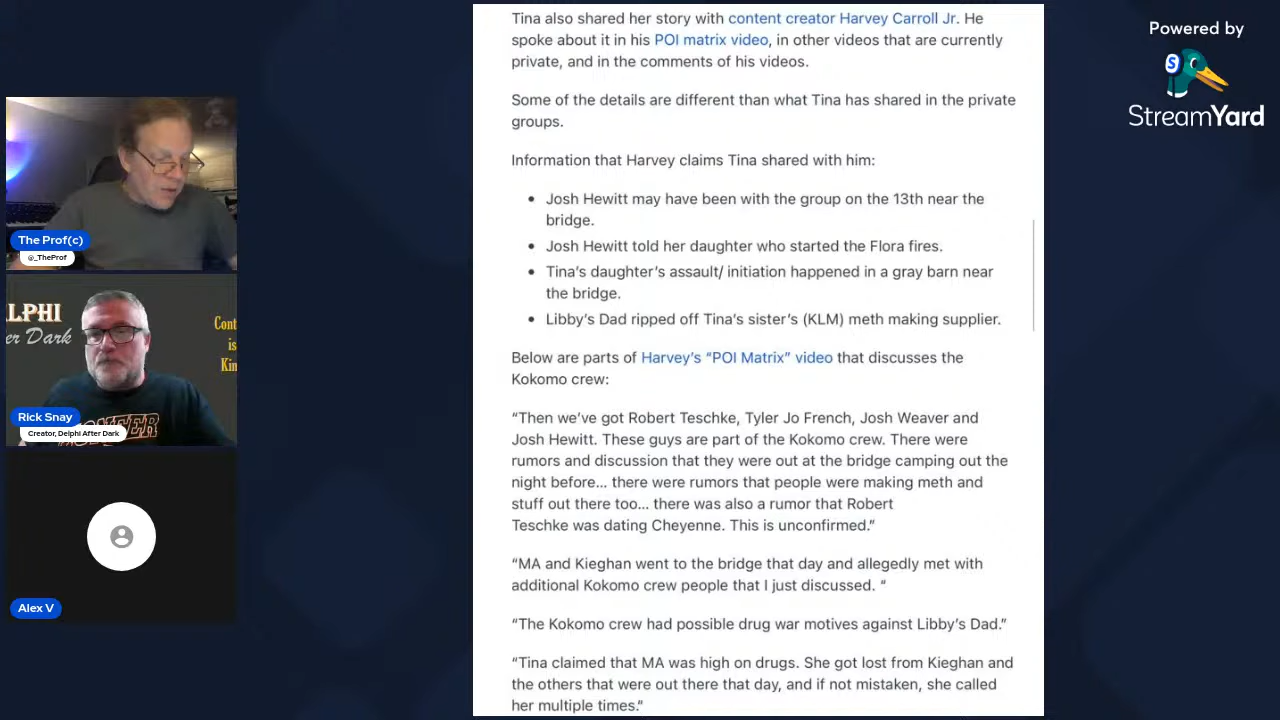 Tina also shared her story with content creator Harvey Carroll Jr. He
spoke about it in his POI matrix video, in other videos that are currently
private, and in the comments of his videos.
Some of the details are different than what Tina has shared in the private
groups.
Information that Harvey claims Tina shared with him:
• Josh Hewitt may have been with the group on the 13th near the
bridge.
• Josh Hewitt told her daughter who started the Flora fires.
• Tina's daughter's assault/ initiation happened in a gray barn near
the bridge.
• Libby's Dad ripped off Tina's sister's (KLM) meth making supplier.
Below are parts of Harvey's "POI Matrix" video that discusses the
Kokomo crew:
“Then we've got Robert Teschke, Tyler Jo French, Josh Weaver and
Josh Hewitt. These guys are part of the Kokomo crew. There were
rumors and discussion that they were out at the bridge camping out the
night before... there were rumors that people were making meth and
stuff out there too... there was also a rumor that Robert
Teschke was dating Cheyenne. This is unconfirmed.”
“MA and Kieghan went to the bridge that day and allegedly met with
additional Kokomo crew people that I just discussed. “
“The Kokomo crew had possible drug war motives against Libby's Dad.”
“Tina claimed that MA was high on drugs. She got lost from Kieghan and
the others that were out there that day, and if not mistaken, she called
her multiple times.”
The Prof(c)
@_TheProf
LPHI
er Dark
Cont
is
Kin
Rick Snay
Creator, Delphi After Dark
Alex V
Powered by
S
StreamYard